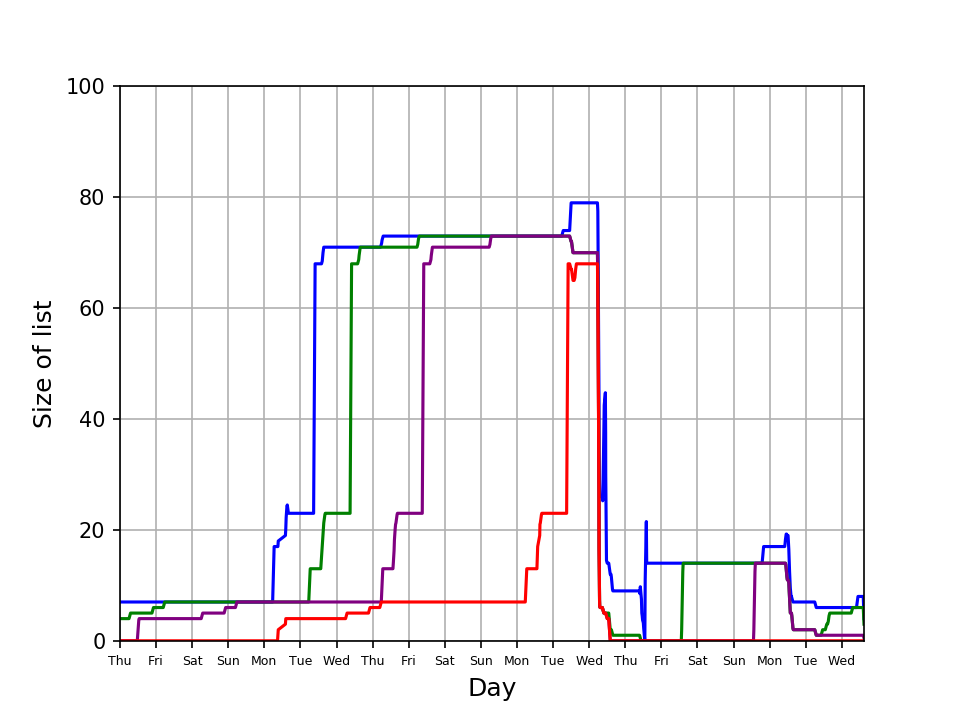 100
80
60
40
20
0
Size of list
Thu Fri Sat Sun Mon Tue Wed Thu Fri Sat Sun Mon Tue Wed Thu Fri Sat Sun Mon Tue Wed
Day